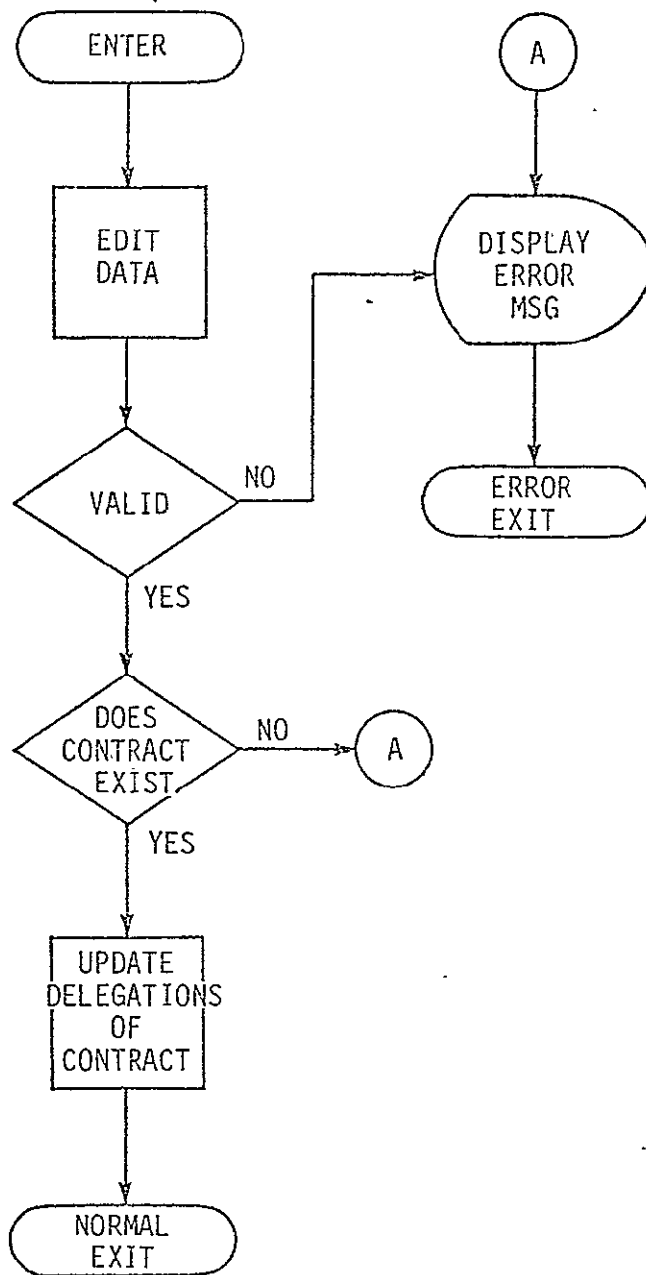 ENTER
A
EDIT
DATA
DISPLAY
ERROR
MSG
VALID
NO
ERROR
EXIT
YES
DOES
CONTRACT
EXIST
NO
A
YES
UPDATE
DELEGATIONS
OF
CONTRACT
NORMAL
EXIT